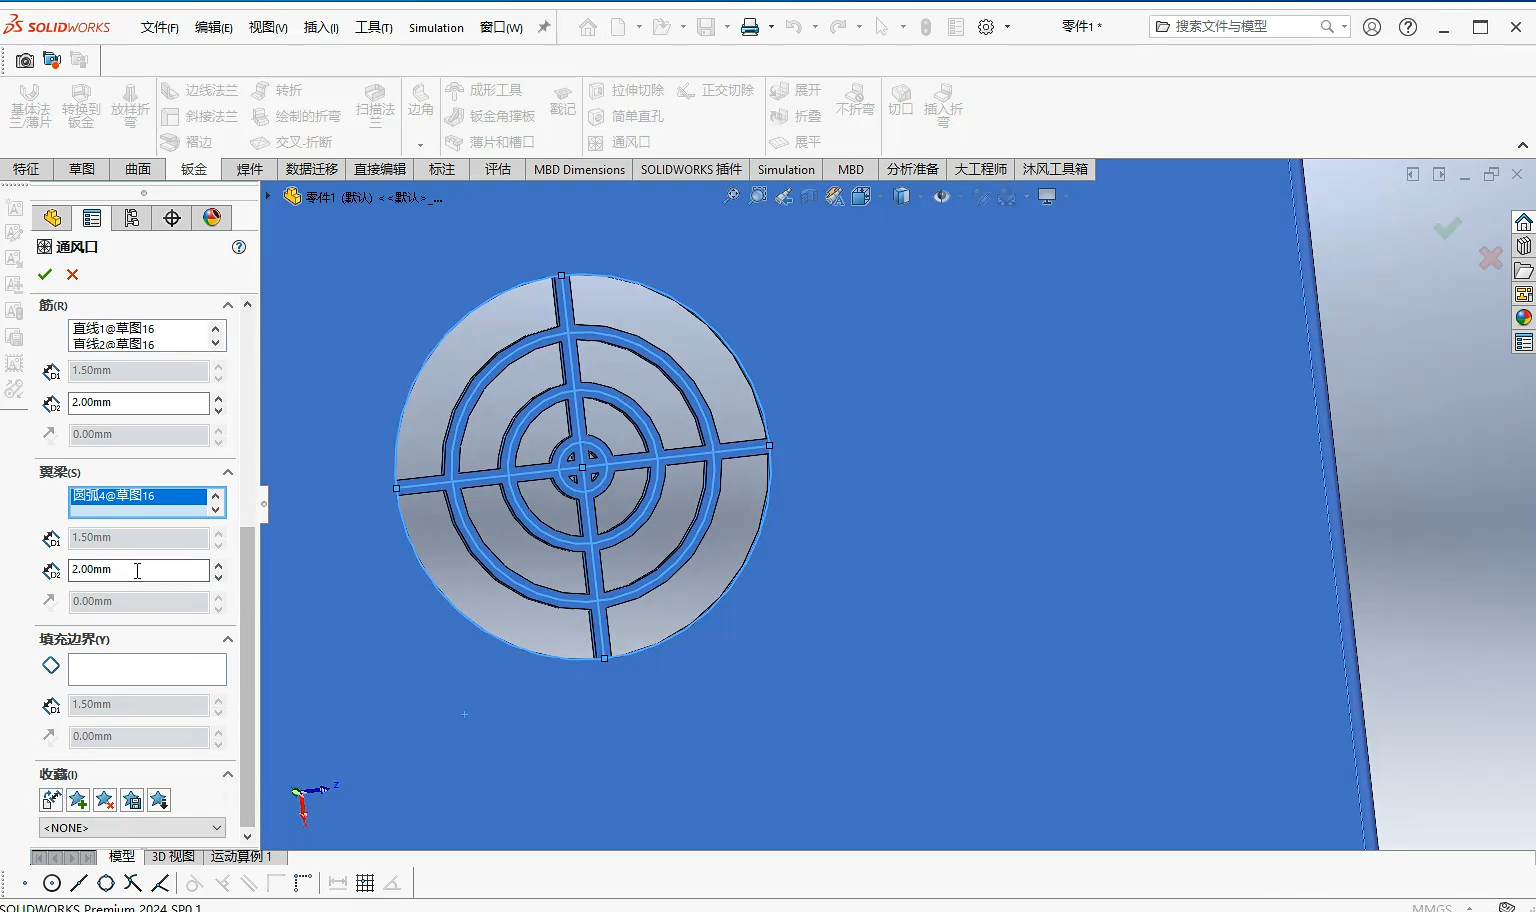 SOLIDWORKS 文件(F) 编辑(E) 视图(V) 插入(I) 工具(T) Simulation 窗口(W) 零件1 * 搜索文件与模型
基体法兰/薄片 转换到钣金 放样折弯 边线法兰 转折 扫描法兰 边角 成形工具 戳记 拉伸切除 正交切除 展开 不折弯 切口 插入折弯
斜接法兰 绘制的折弯 钣金角撑板 简单直孔 折叠
褶边 交叉-折断 薄片和槽口 通风口 展平
特征 草图 曲面 钣金 焊件 数据迁移 直接编辑 标注 评估 MBD Dimensions SOLIDWORKS 插件 Simulation MBD 分析准备 大工程师 沐风工具箱
零件1 (默认) <<默认>_...
通风口
筋(R)
直线1@草图16
直线2@草图16
D1 1.50mm
D2 2.00mm
0.00mm
翼梁(S)
圆弧4@草图16
D1 1.50mm
D2 2.00mm
0.00mm
填充边界(Y)
D1 1.50mm
0.00mm
收藏(I)
<NONE>
Z
模型 3D 视图 运动算例 1
SOLIDWORKS Premium 2024 SP0.1 MMGS